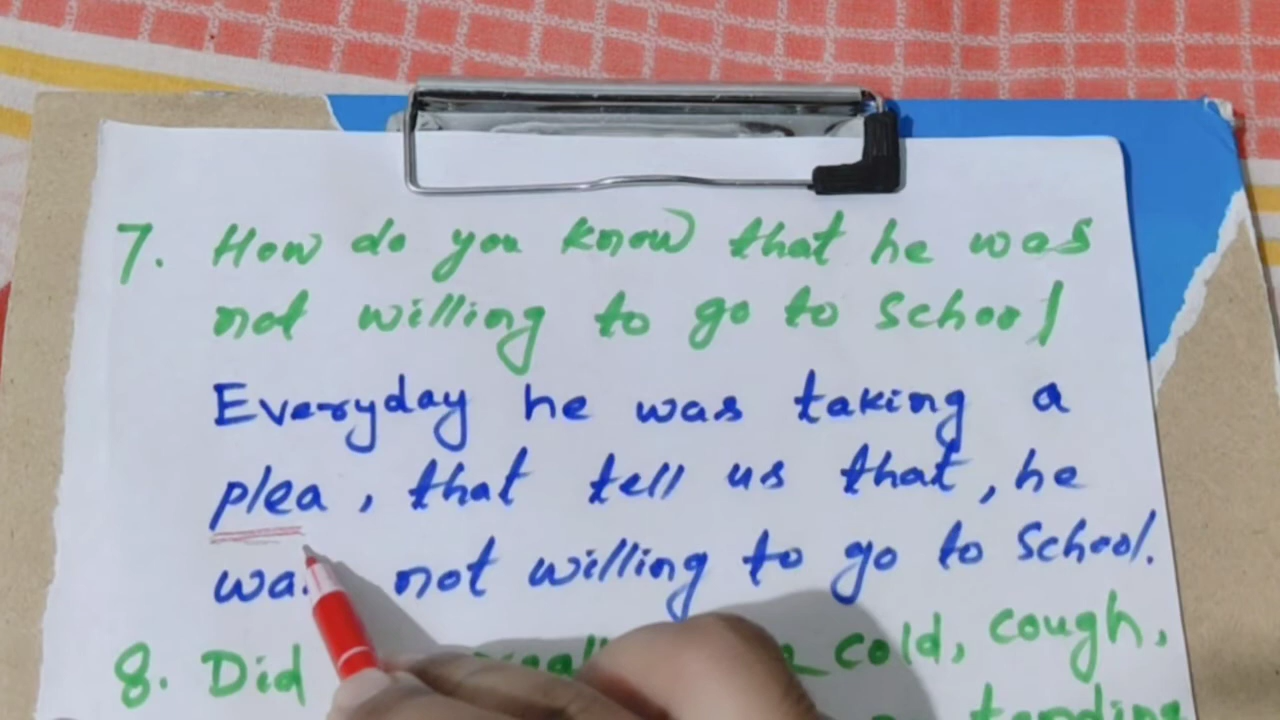 7. How do you know that he was
not willing to go to school
Everyday he was taking a
plea, that tell us that, he
not willing to go to school.
8. Did cold, cough,